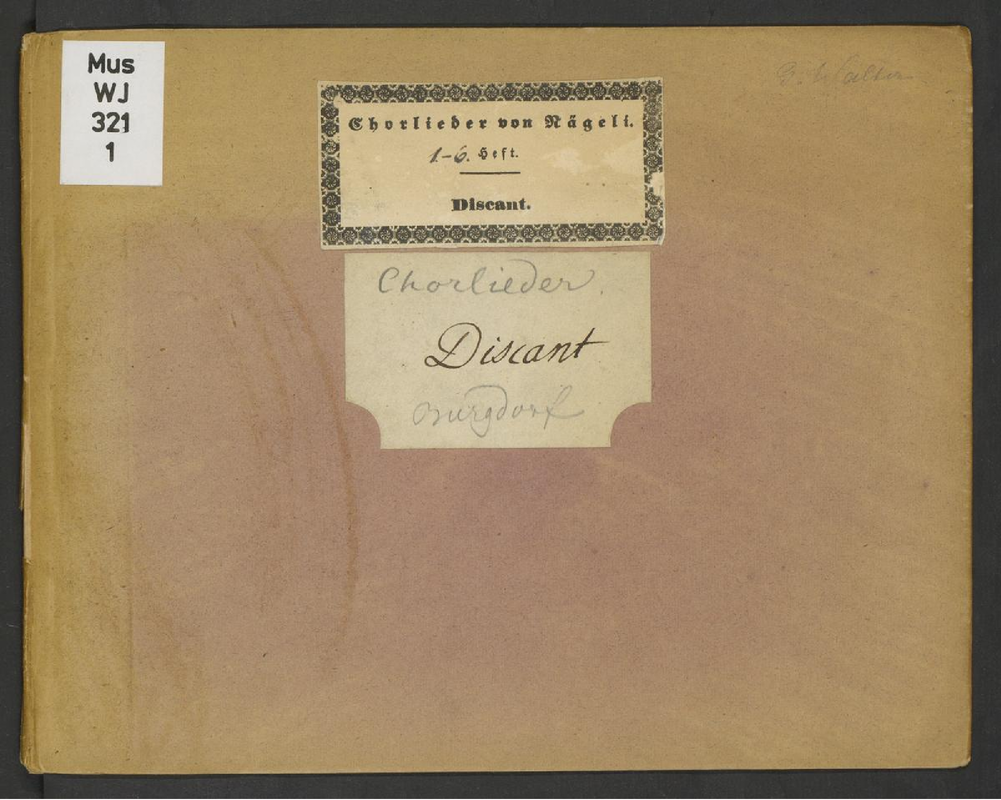 Mus
WJ
321
1
Chorlieder von Nägeli.
1-6. Heft.
Discant.
Chorlieder.
Discant
Burgdorf